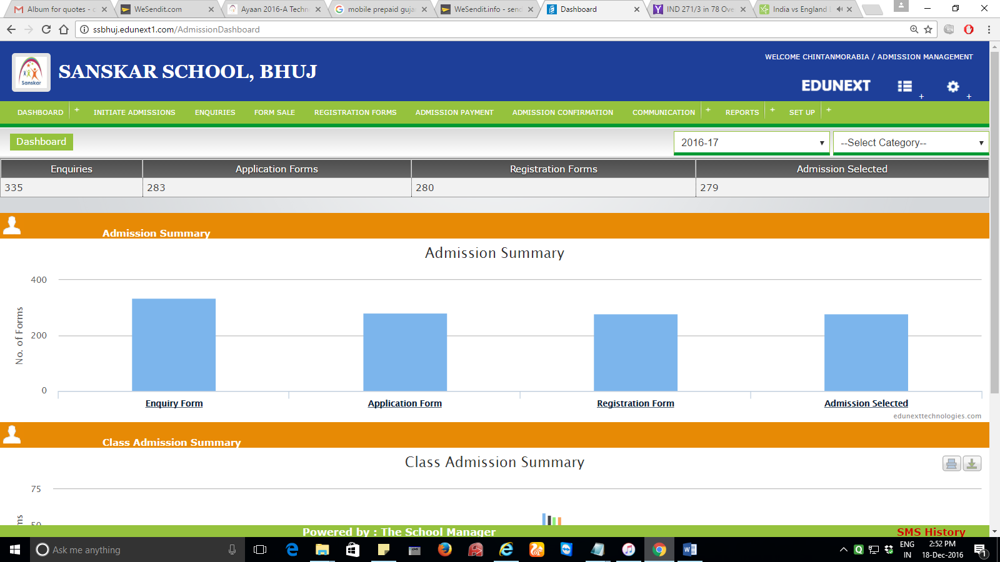 Album for quotes - c
WeSendit.com
Ayaan 2016-A Techn
mobile prepaid guja
WeSendit.info - send
Dashboard
IND 271/3 in 78 Ove
India vs England
ssbhuj.edunext1.com/AdmissionDashboard
Sanskar
SANSKAR SCHOOL, BHUJ
WELCOME CHINTANMORABIA / ADMISSION MANAGEMENT
EDUNEXT
+ +
DASHBOARD + INITIATE ADMISSIONS ENQUIRIES FORM SALE REGISTRATION FORMS ADMISSION PAYMENT ADMISSION CONFIRMATION COMMUNICATION + REPORTS + SET UP +
Dashboard
2016-17
--Select Category--
Enquiries Application Forms Registration Forms Admission Selected
335 283 280 279
Admission Summary
Admission Summary
No. of Forms
400
200
0
Enquiry Form Application Form Registration Form Admission Selected
edunexttechnologies.com
Class Admission Summary
Class Admission Summary
75
50
Powered by : The School Manager
SMS History
Ask me anything
ENG
IN
2:52 PM
18-Dec-2016
1